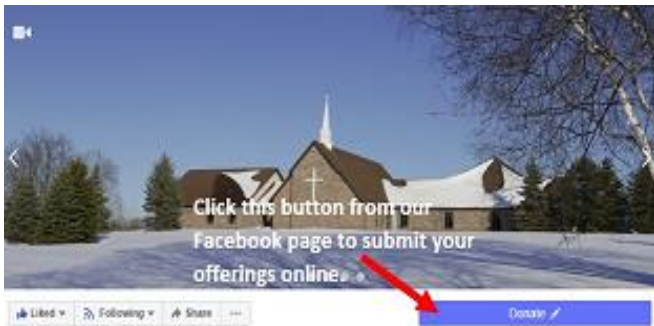 Click this button from our
Facebook page to submit your
offerings online.
Liked Following Share ... Donate